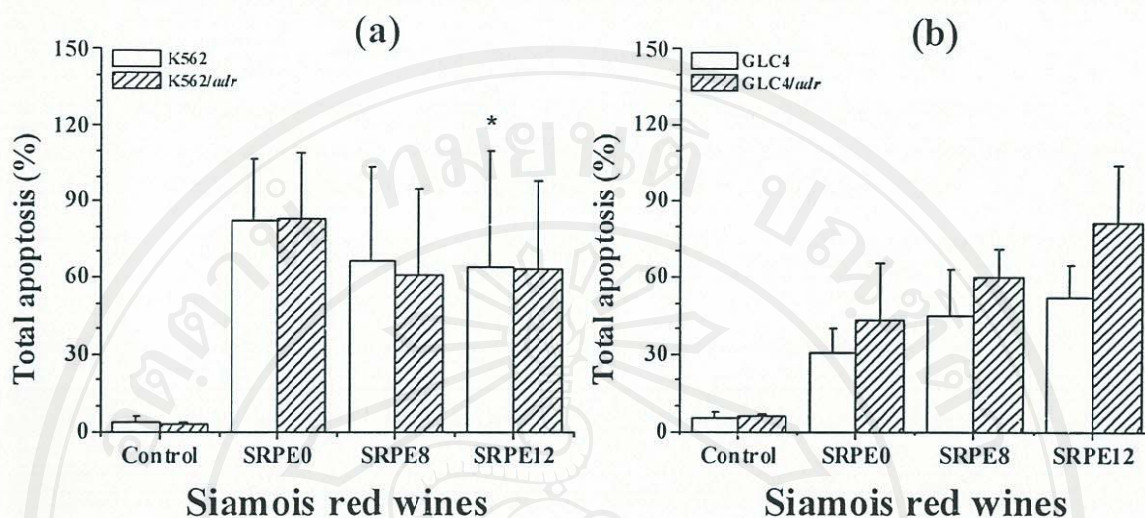 (a)
150
120
90
60
30
0
Total apoptosis (%)
K562
K562/adr
*
Control SRPE0 SRPE8 SRPE12
Siamois red wines
(b)
150
120
90
60
30
0
Total apoptosis (%)
GLC4
GLC4/adr
Control SRPE0 SRPE8 SRPE12
Siamois red wines